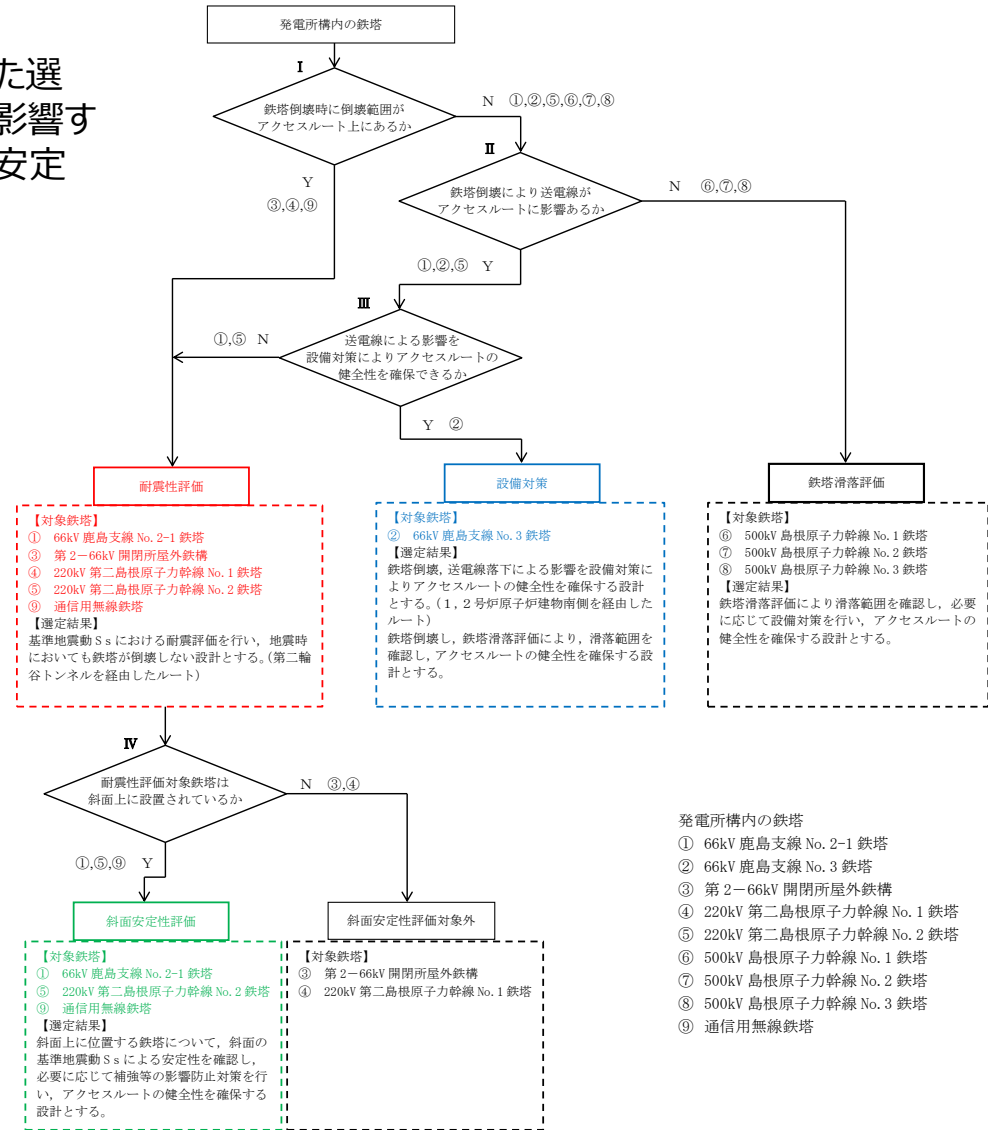 発電所構内の鉄塔
た選
影響す
安定
Ⅰ
鉄塔倒壊時に倒壊範囲が
アクセスルート上にあるか
N ①,②,⑤,⑥,⑦,⑧
Y
③,④,⑨
Ⅱ
鉄塔倒壊により送電線が
アクセスルートに影響あるか
N ⑥,⑦,⑧
①,②,⑤ Y
Ⅲ
送電線による影響を
設備対策によりアクセスルートの
健全性を確保できるか
①,⑤ N
Y ②
耐震性評価
【対象鉄塔】
① 66kV 鹿島支線 No.2-1 鉄塔
③ 第2－66kV 開閉所屋外鉄構
④ 220kV 第二島根原子力幹線 No.1 鉄塔
⑤ 220kV 第二島根原子力幹線 No.2 鉄塔
⑨ 通信用無線鉄塔
【選定結果】
基準地震動Ｓｓにおける耐震評価を行い，地震時
においても鉄塔が倒壊しない設計とする。(第二輪
谷トンネルを経由したルート)
設備対策
【対象鉄塔】
② 66kV 鹿島支線 No.3 鉄塔
【選定結果】
鉄塔倒壊，送電線落下による影響を設備対策に
よりアクセスルートの健全性を確保する設計
とする。(１，２号炉原子炉建物南側を経由した
ルート)
鉄塔倒壊し，鉄塔滑落評価により，滑落範囲を
確認し，アクセスルートの健全性を確保する設
計とする。
鉄塔滑落評価
【対象鉄塔】
⑥ 500kV 島根原子力幹線 No.1 鉄塔
⑦ 500kV 島根原子力幹線 No.2 鉄塔
⑧ 500kV 島根原子力幹線 No.3 鉄塔
【選定結果】
鉄塔滑落評価により滑落範囲を確認し，必要
に応じて設備対策を行い，アクセスルートの
健全性を確保する設計とする。
Ⅳ
耐震性評価対象鉄塔は
斜面上に設置されているか
N ③,④
①,⑤,⑨ Y
斜面安定性評価
【対象鉄塔】
① 66kV 鹿島支線 No.2-1 鉄塔
⑤ 220kV 第二島根原子力幹線 No.2 鉄塔
⑨ 通信用無線鉄塔
【選定結果】
斜面上に位置する鉄塔について，斜面の
基準地震動Ｓｓによる安定性を確認し，
必要に応じて補強等の影響防止対策を行
い，アクセスルートの健全性を確保する
設計とする。
斜面安定性評価対象外
【対象鉄塔】
③ 第2－66kV 開閉所屋外鉄構
④ 220kV 第二島根原子力幹線 No.1 鉄塔
発電所構内の鉄塔
① 66kV 鹿島支線 No.2-1 鉄塔
② 66kV 鹿島支線 No.3 鉄塔
③ 第2－66kV 開閉所屋外鉄構
④ 220kV 第二島根原子力幹線 No.1 鉄塔
⑤ 220kV 第二島根原子力幹線 No.2 鉄塔
⑥ 500kV 島根原子力幹線 No.1 鉄塔
⑦ 500kV 島根原子力幹線 No.2 鉄塔
⑧ 500kV 島根原子力幹線 No.3 鉄塔
⑨ 通信用無線鉄塔